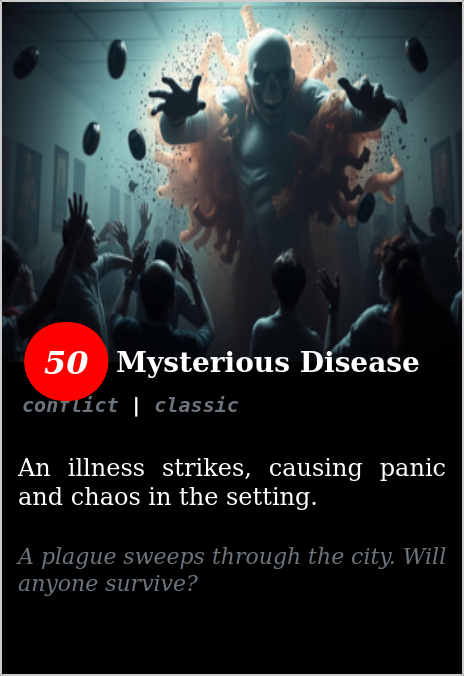 50 Mysterious Disease
conflict | classic
An illness strikes, causing panic
and chaos in the setting.
A plague sweeps through the city. Will
anyone survive?